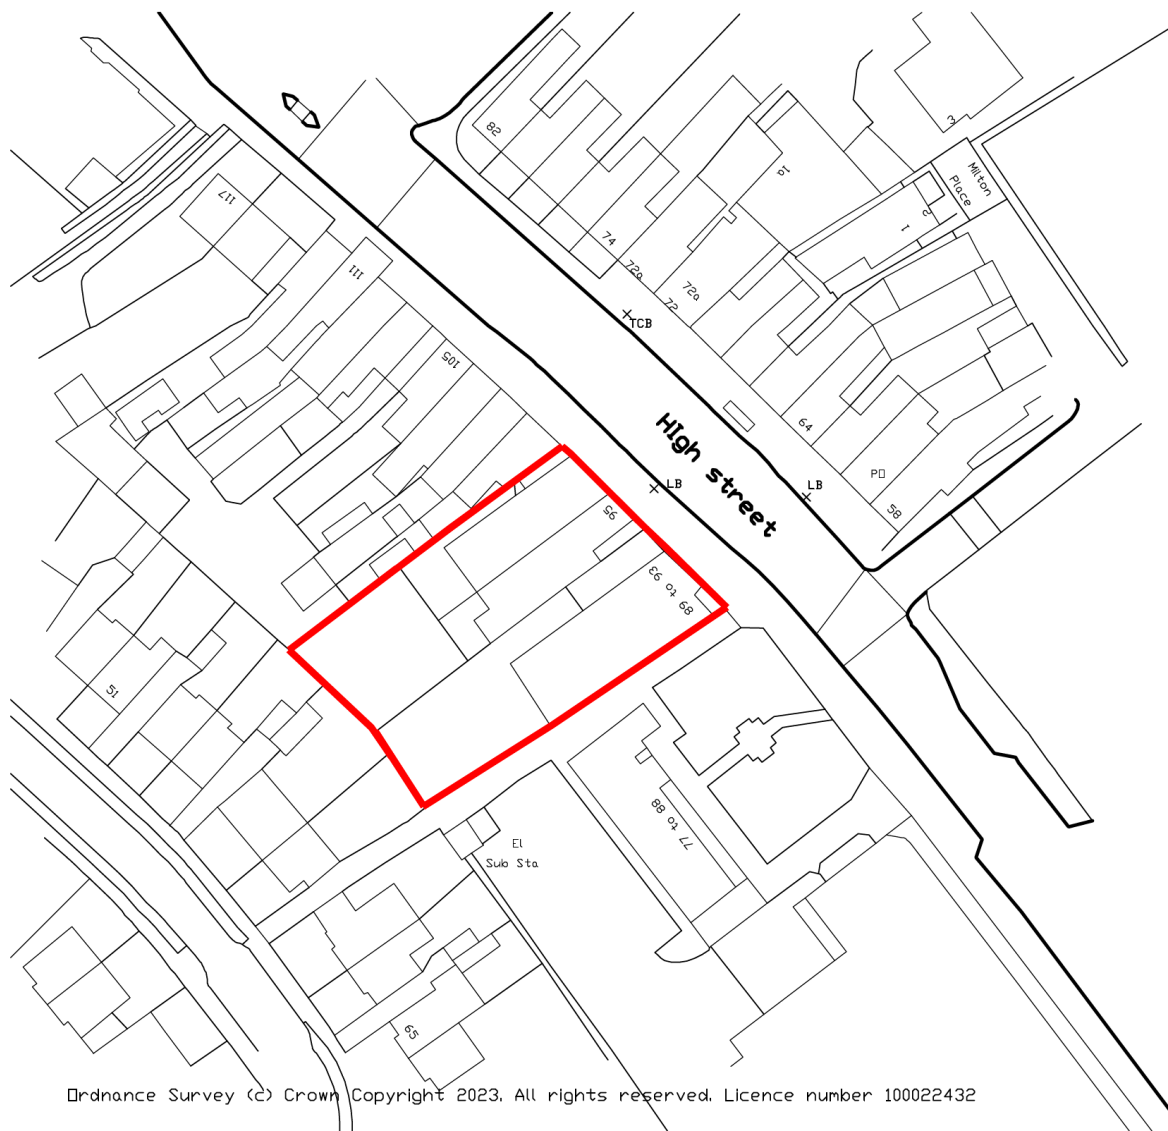 82
3
Milton
Place
1a
2
1
117
74
72a
72a
111
72
TCB
105
64
HIgh street
PO
LB
LB
95
58
89 to 93
51
77 to 88
El
Sub Sta
65
Ordnance Survey (c) Crown Copyright 2023. All rights reserved. Licence number 100022432